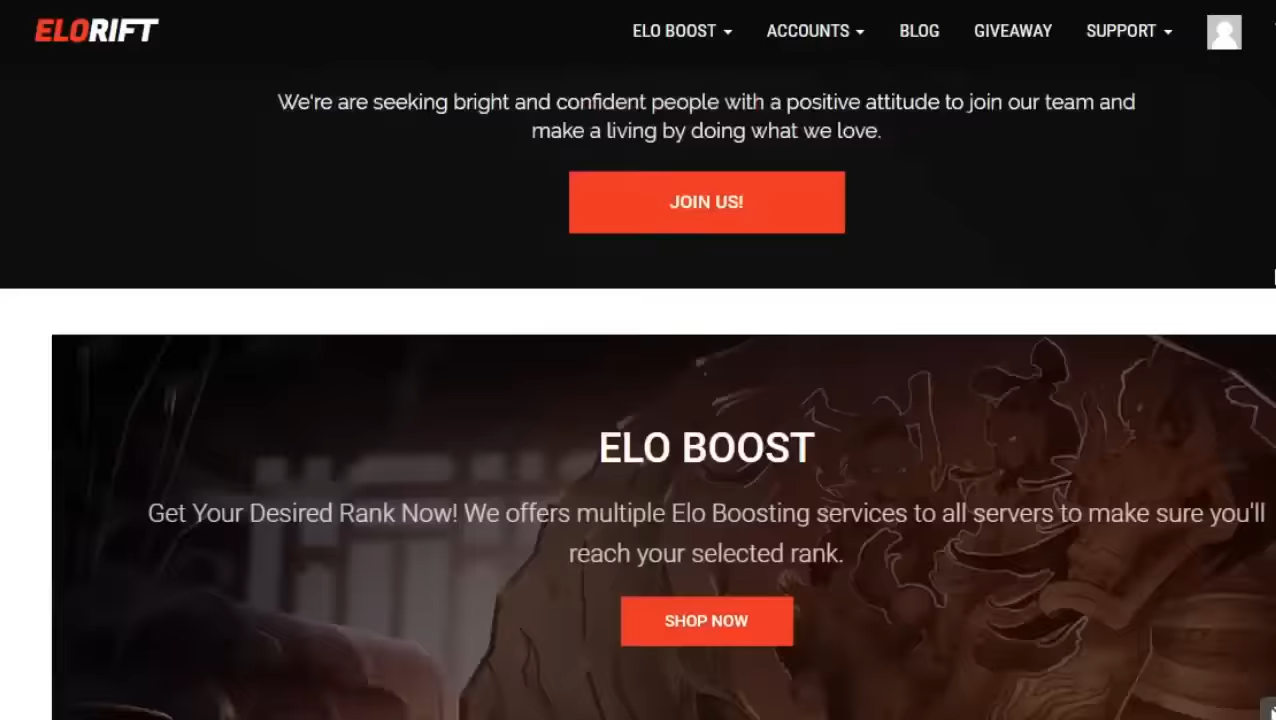 ELORIFT
ELO BOOST ACCOUNTS BLOG GIVEAWAY SUPPORT
We're are seeking bright and confident people with a positive attitude to join our team and
make a living by doing what we love.
JOIN US!
ELO BOOST
Get Your Desired Rank Now! We offers multiple Elo Boosting services to all servers to make sure you'll
reach your selected rank.
SHOP NOW